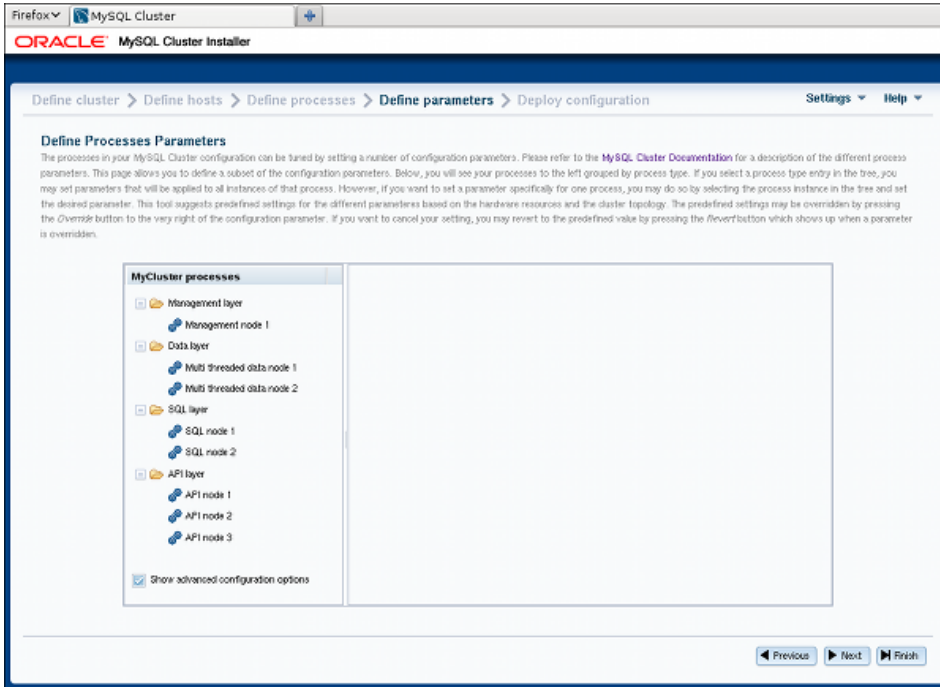 Firefox MySQL Cluster
ORACLE MySQL Cluster Installer
Define cluster > Define hosts > Define processes > Define parameters > Deploy configuration Settings Help
Define Processes Parameters
The processes in your MySQL Cluster configuration can be tuned by setting a number of configuration parameters. Please refer to the MySQL Cluster Documentation for a description of the different process
parameters. This page allows you to define a subset of the configuration parameters. Below, you will see your processes to the left grouped by process type. If you select a process type entry in the tree, you
may set parameters that will be applied to all instances of that process. However, if you want to set a parameter specifically for one process, you may do so by selecting the process instance in the tree and set
the desired parameter. This tool suggests predefined settings for the different parameteres based on the hardware resources and the cluster topology. The predefined settings may be overridden by pressing
the Override button to the very right of the configuration parameter. If you want to cancel your setting, you may revert to the predefined value by pressing the Revert button which shows up when a parameter
is overridden.
MyCluster processes
Management layer
Management node 1
Data layer
Multi threaded data node 1
Multi threaded data node 2
SQL layer
SQL node 1
SQL node 2
API layer
API node 1
API node 2
API node 3
Show advanced configuration options
Previous Next Finish